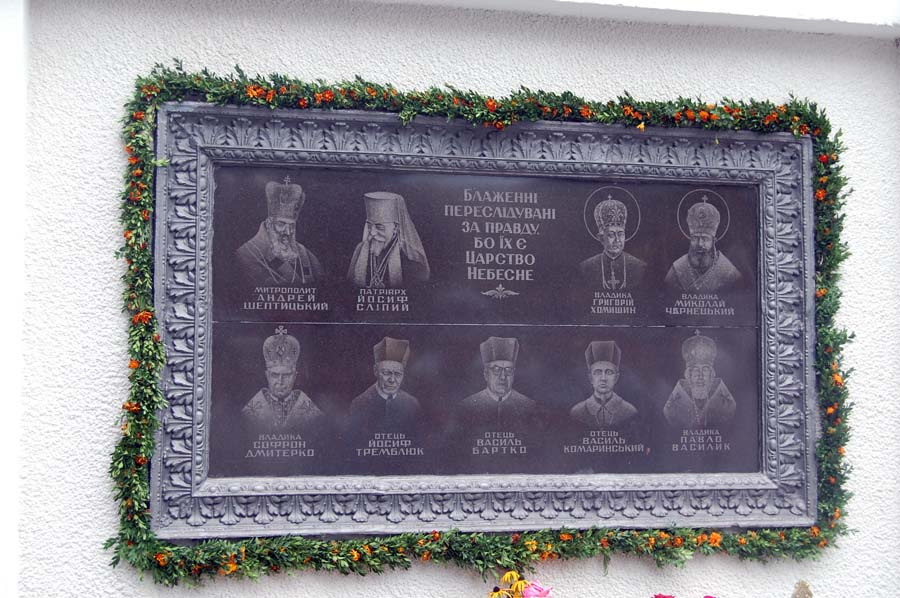 Блаженні
переслідувані
за правду,
бо їх є
Царство
Небесне
митрополит
Андрей
Шептицький
патріярх
Йосиф
Сліпий
владика
Григорій
Хомишин
владика
Миколай
Чарнецький
владика
Софрон
Дмитерко
отець
Йосиф
Тремблюк
отець
Василь
Бартко
отець
Василь
Комаринський
владика
Павло
Василик